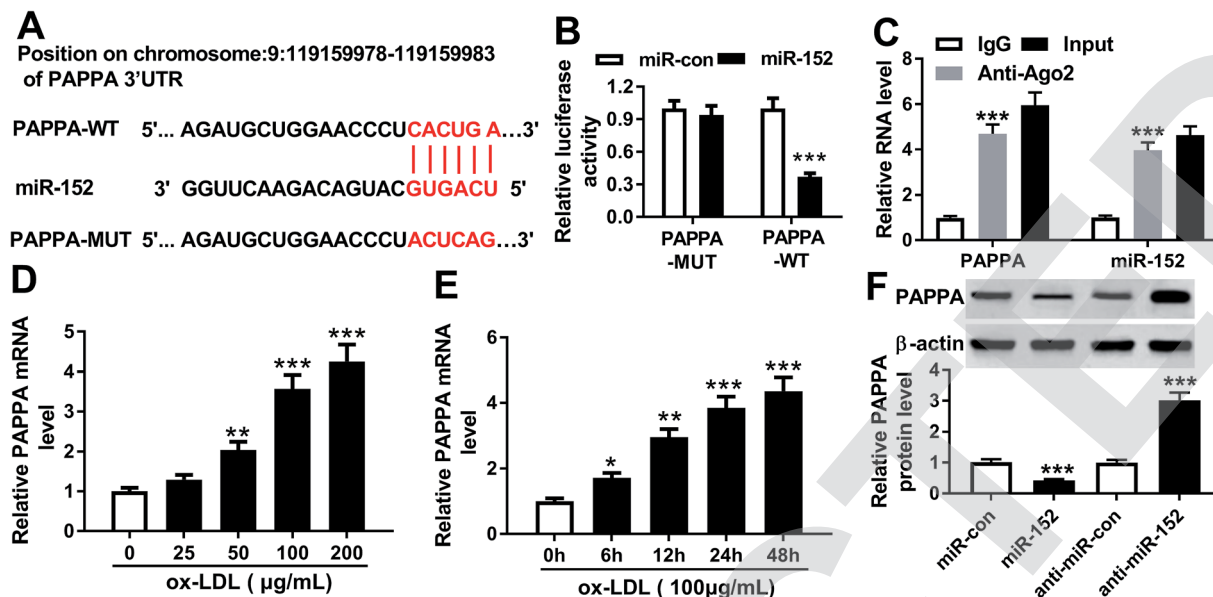 A
Position on chromosome:9:119159978-119159983
of PAPPA 3'UTR
PAPPA-WT 5'... AGAUGCUGGAACCCUCACUG A...3'
miR-152 3' GGUUCAAGACAGUACGUGACU 5'
PAPPA-MUT 5'... AGAUGCUGGAACCCUACUCAG...3'
B
miR-con miR-152
Relative luciferase
activity
1.2
0.9
0.6
0.3
0.0
***
PAPPA
-MUT
PAPPA
-WT
C
IgG Input
Anti-Ago2
Relative RNA level
8
6
4
2
0
***
***
PAPPA miR-152
D
Relative PAPPA mRNA
level
5
4
3
2
1
0
**
***
***
0 25 50 100 200
ox-LDL ( μg/mL)
E
Relative PAPPA mRNA
level
6
4
2
0
*
**
***
***
0h 6h 12h 24h 48h
ox-LDL ( 100μg/mL)
F
PAPPA
β-actin
Relative PAPPA
protein level
4
3
2
1
0
***
***
miR-con
miR-152
anti-miR-con
anti-miR-152